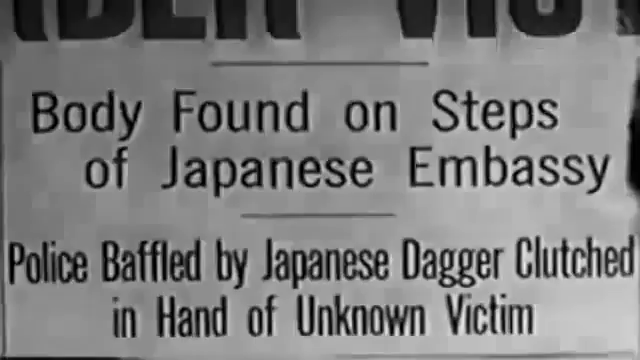 Body Found on Steps
of Japanese Embassy
Police Baffled by Japanese Dagger Clutched
in Hand of Unknown Victim